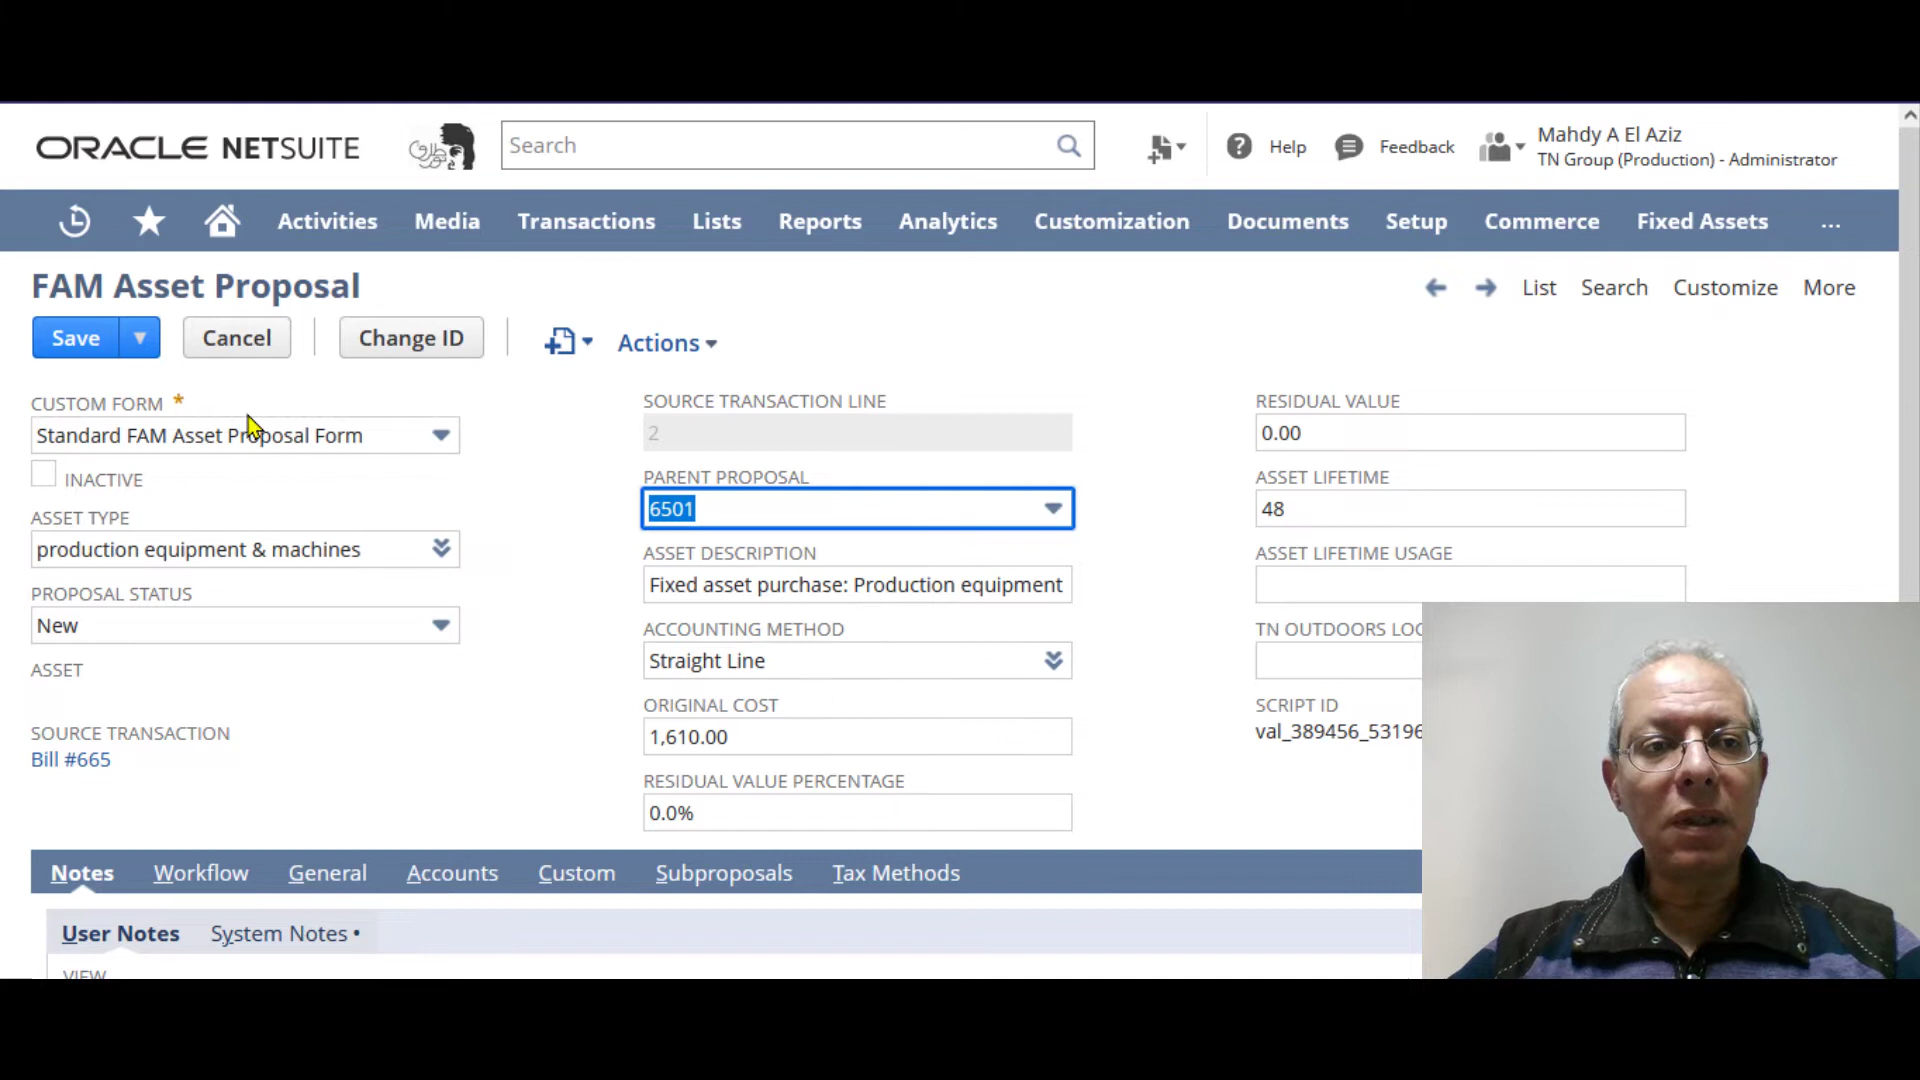 ORACLE NETSUITE
Search
Help
Feedback
Mahdy A El Aziz
TN Group (Production) - Administrator
Activities
Media
Transactions
Lists
Reports
Analytics
Customization
Documents
Setup
Commerce
Fixed Assets
...
FAM Asset Proposal
List
Search
Customize
More
Save
Cancel
Change ID
Actions
CUSTOM FORM *
Standard FAM Asset Proposal Form
INACTIVE
ASSET TYPE
production equipment & machines
PROPOSAL STATUS
New
ASSET
SOURCE TRANSACTION
Bill #665
SOURCE TRANSACTION LINE
2
PARENT PROPOSAL
6501
ASSET DESCRIPTION
Fixed asset purchase: Production equipment
ACCOUNTING METHOD
Straight Line
ORIGINAL COST
1,610.00
RESIDUAL VALUE PERCENTAGE
0.0%
RESIDUAL VALUE
0.00
ASSET LIFETIME
48
ASSET LIFETIME USAGE
TN OUTDOORS LOC
SCRIPT ID
val_389456_53196
Notes
Workflow
General
Accounts
Custom
Subproposals
Tax Methods
User Notes
System Notes •
VIEW